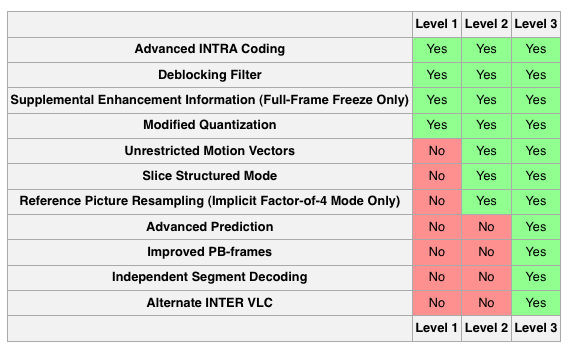 Level 1 Level 2 Level 3
Advanced INTRA Coding Yes Yes Yes
Deblocking Filter Yes Yes Yes
Supplemental Enhancement Information (Full-Frame Freeze Only) Yes Yes Yes
Modified Quantization Yes Yes Yes
Unrestricted Motion Vectors No Yes Yes
Slice Structured Mode No Yes Yes
Reference Picture Resampling (Implicit Factor-of-4 Mode Only) No Yes Yes
Advanced Prediction No No Yes
Improved PB-frames No No Yes
Independent Segment Decoding No No Yes
Alternate INTER VLC No No Yes
Level 1 Level 2 Level 3